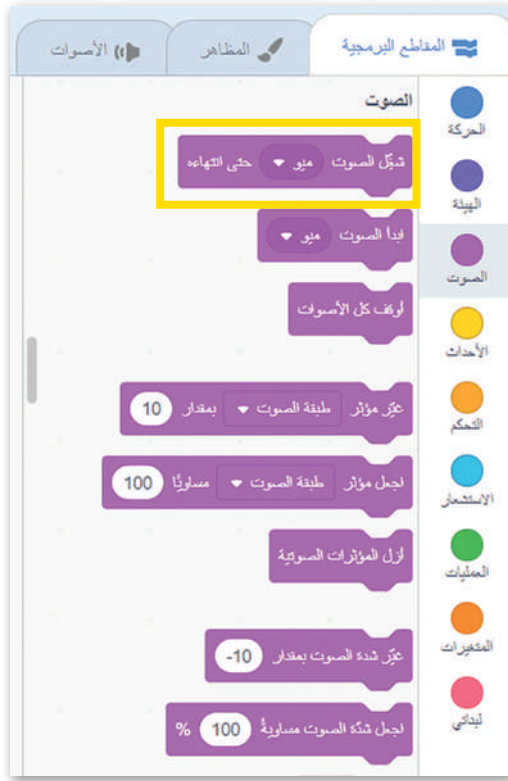 المقاطع البرمجية
المظاهر
الأصوات
الحركة
الهيئة
الصوت
الأحداث
التحكم
الاستشعار
العمليات
المتغيرات
لبناتي
الصوت
شغّل الصوت ميو حتى انتهاءه
ابدأ الصوت ميو
أوقف كل الأصوات
غيّر مؤثر طبقة الصوت بمقدار 10
اجعل مؤثر طبقة الصوت مساويًا 100
أزل المؤثرات الصوتية
غيّر شدة الصوت بمقدار -10
اجعل شدّة الصوت مساويةً 100 %